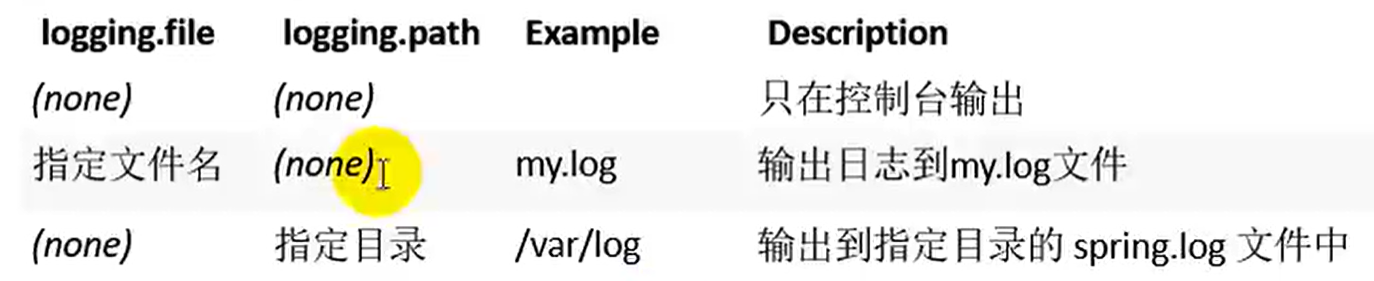 logging.file logging.path Example Description
(none) (none) 只在控制台输出
指定文件名 (none) my.log 输出日志到my.log文件
(none) 指定目录 /var/log 输出到指定目录的 spring.log 文件中